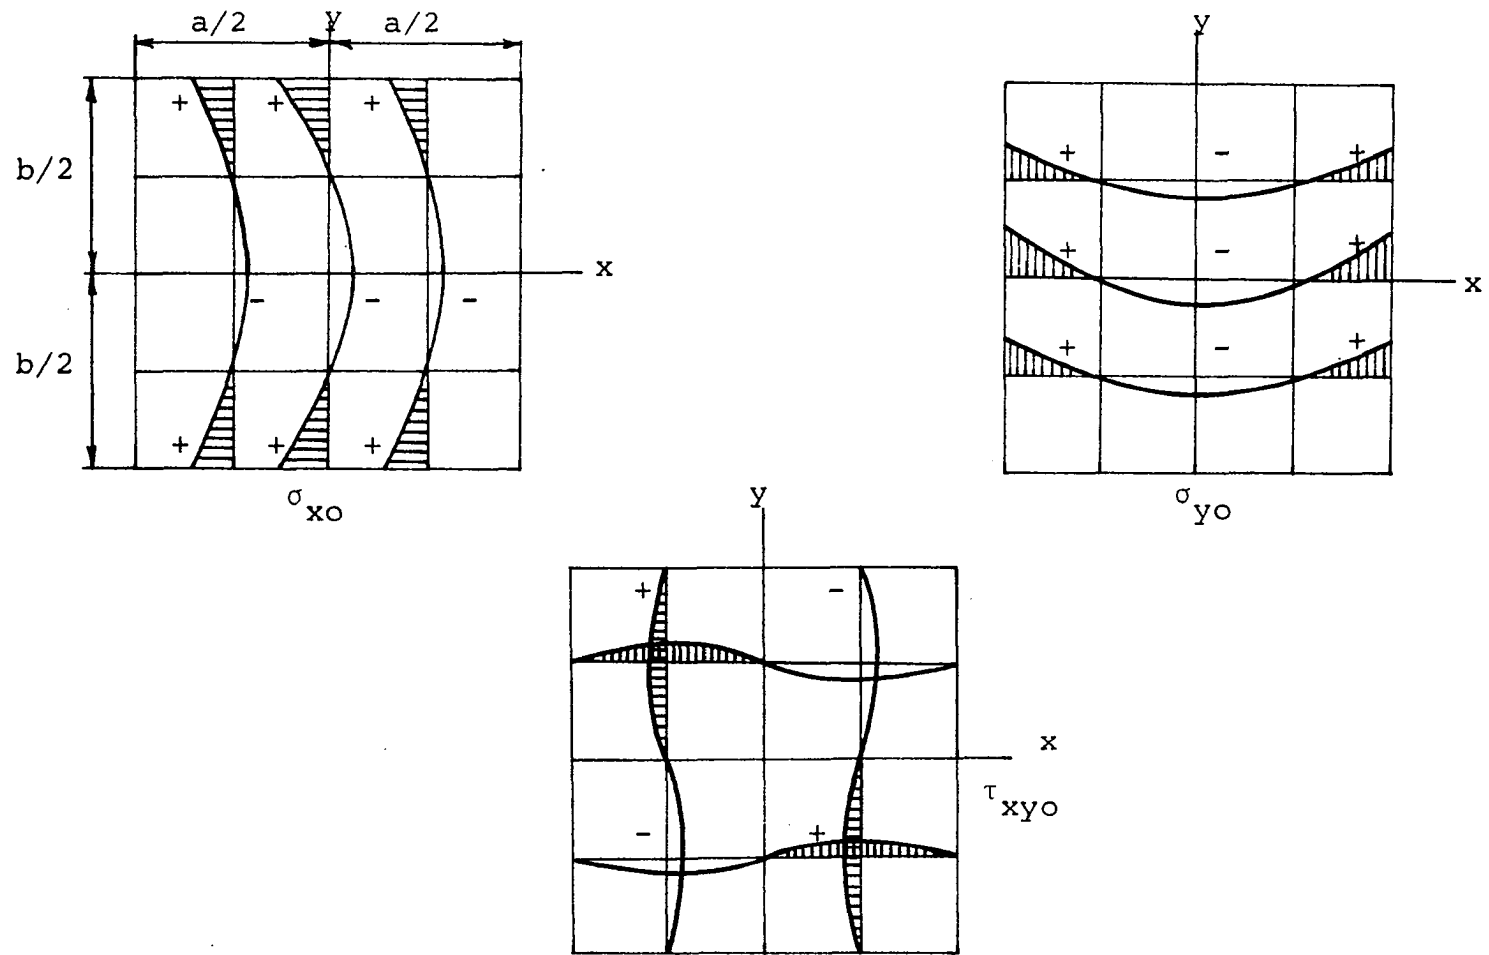 a/2 y a/2
+ + +
b/2
x
- - -
b/2
+ + +
σxo
y
+ - +
+ - +
x
+ - +
σyo
y
+ -
x
τxyo
- +